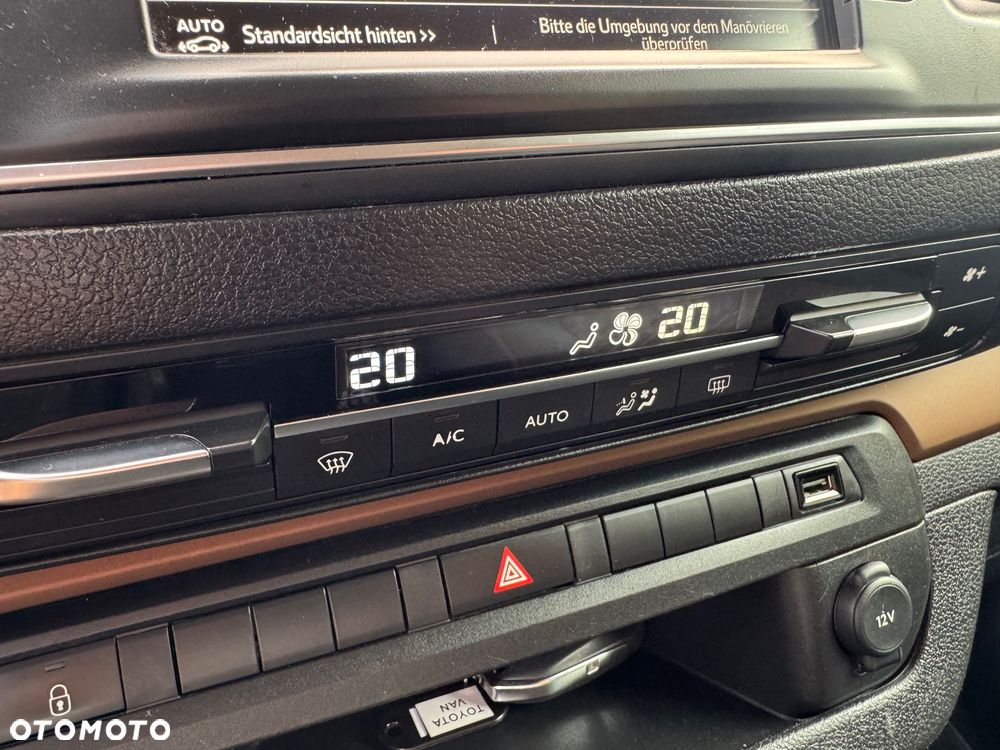 AUTO
Standardsicht hinten >>
Bitte die Umgebung vor dem Manövrieren
überprüfen
20
20
A/C
AUTO
12V
TOYOTA
VAN
OTOMOTO